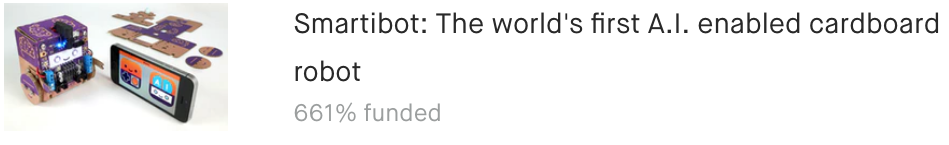 Smartibot: The world's first A.I. enabled cardboard
robot
661% funded
A I